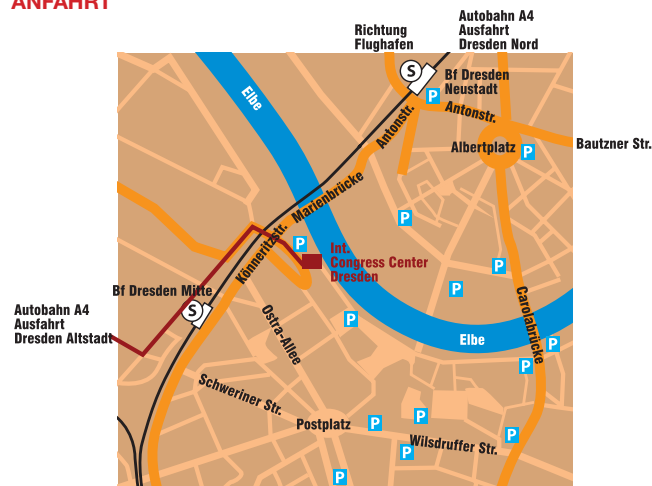 ANFAHRT
Richtung
Flughafen
Autobahn A4
Ausfahrt
Dresden Nord
S
Bf Dresden
Neustadt
P
Elbe
Antonstr.
Antonstr.
Albertplatz
P
Bautzner Str.
Marienbrücke
P
Könneritzstr.
P
Int.
Congress Center
Dresden
P
P
Bf Dresden Mitte
S
Autobahn A4
Ausfahrt
Dresden Altstadt
Ostra-Allee
P
Carolabrücke
Elbe
P
P
Schweriner Str.
Postplatz
P
P
P
Wilsdruffer Str.
P
P